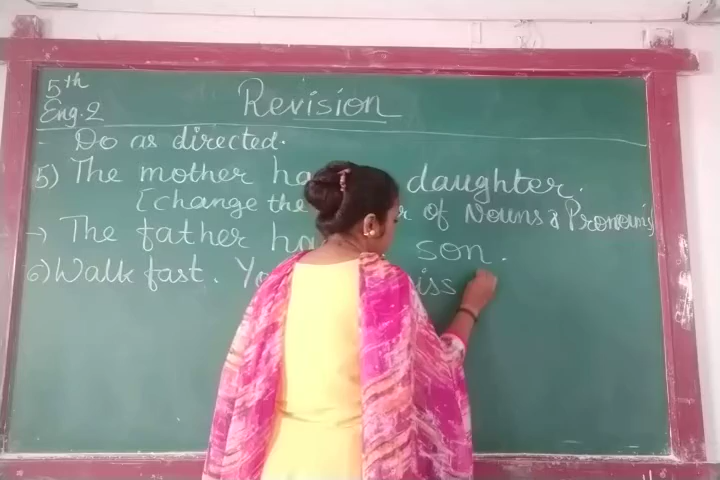 5th
Eng. 2
Revision
Do as directed.
5) The mother ha daughter.
[change the of Nouns & Pronouns]
→ The father ha son.
6) Walk fast. Yo iss